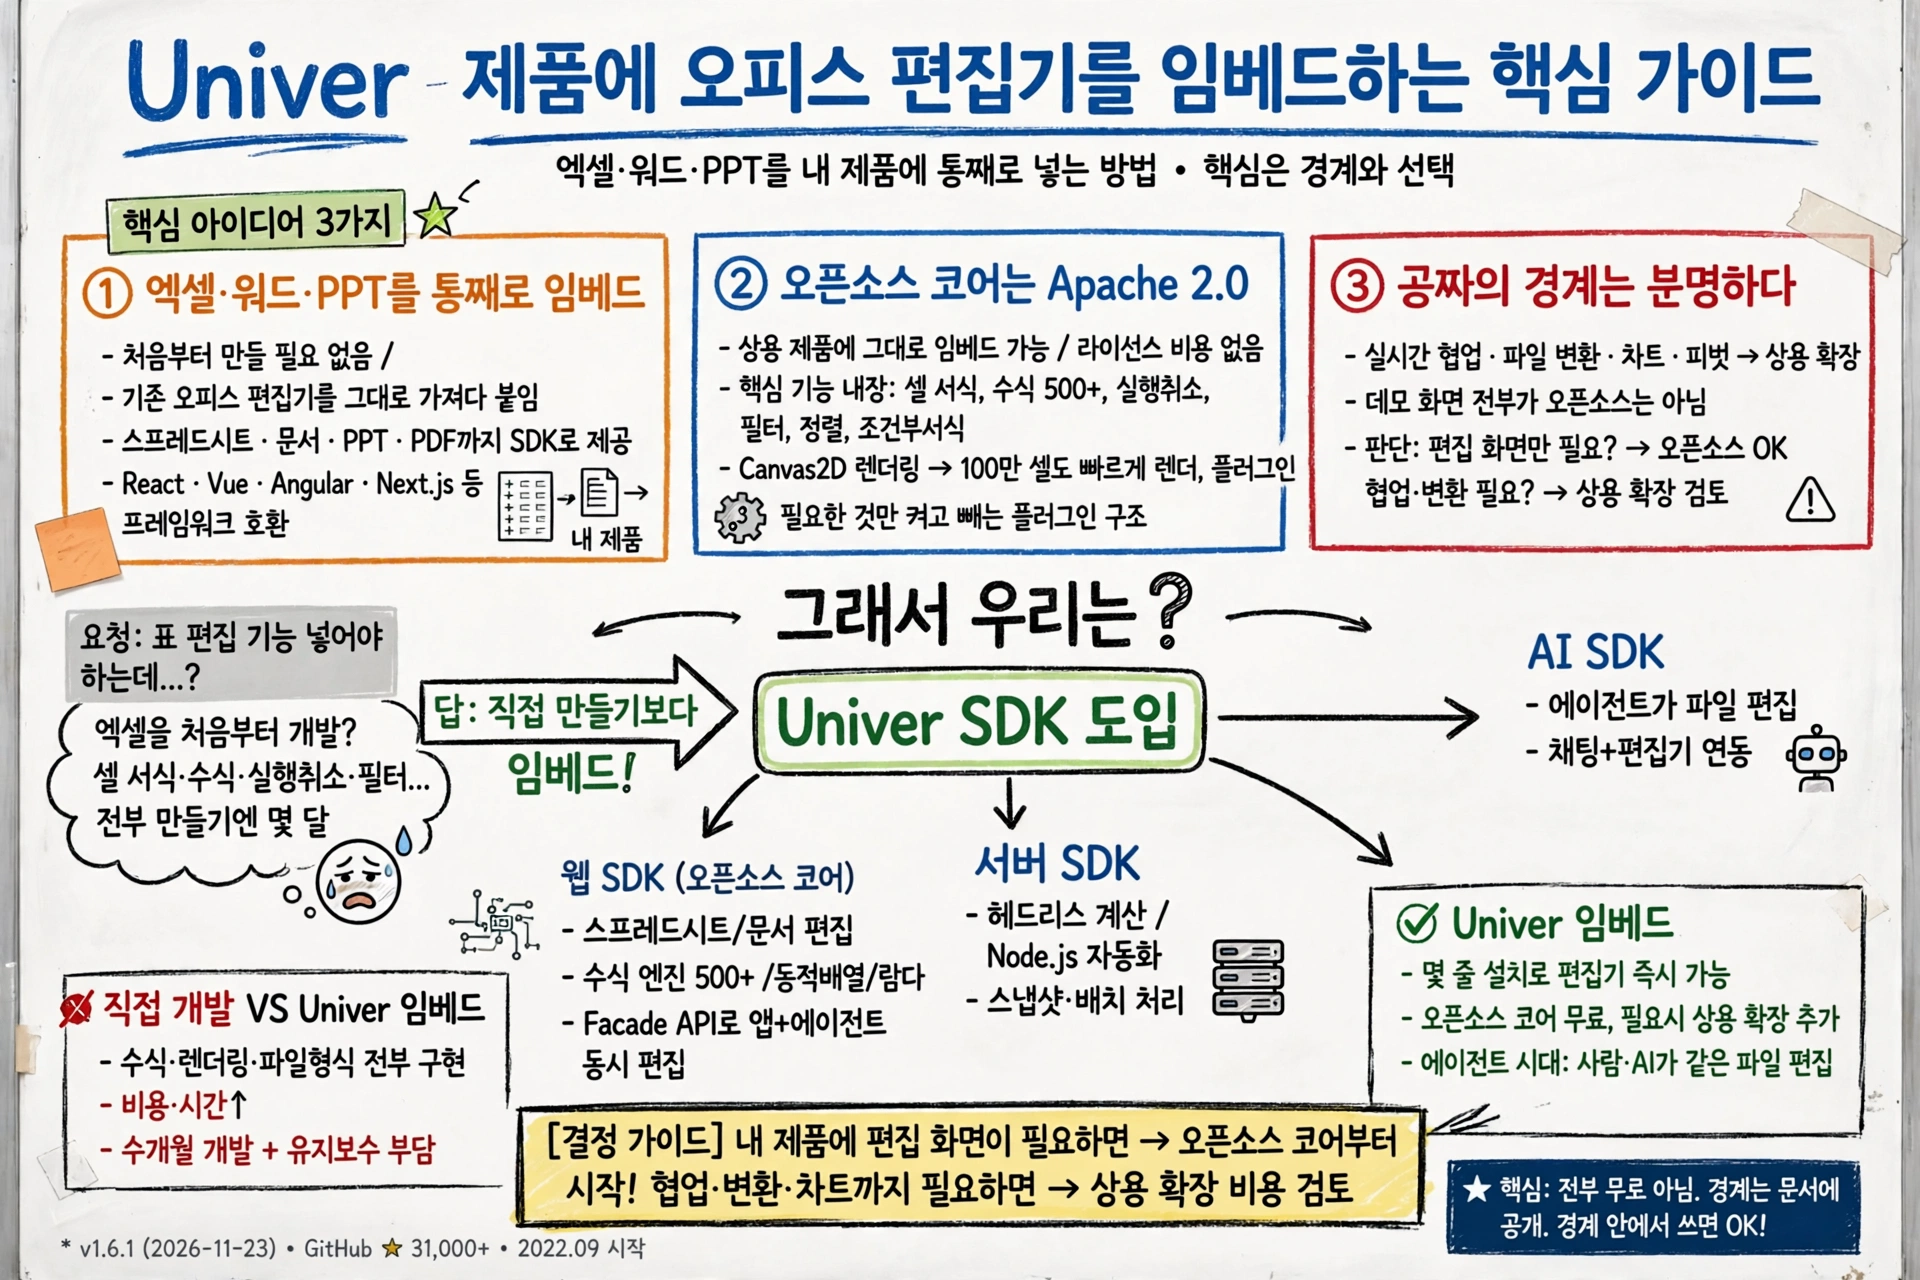 Univer - 제품에 오피스 편집기를 임베드하는 핵심 가이드
엑셀·워드·PPT를 내 제품에 통째로 넣는 방법 • 핵심은 경계와 선택
핵심 아이디어 3가지
① 엑셀·워드·PPT를 통째로 임베드
- 처음부터 만들 필요 없음 /
- 기존 오피스 편집기를 그대로 가져다 붙임
- 스프레드시트 · 문서 · PPT · PDF까지 SDK로 제공
- React · Vue · Angular · Next.js 등
프레임워크 호환
내 제품
② 오픈소스 코어는 Apache 2.0
- 상용 제품에 그대로 임베드 가능 / 라이선스 비용 없음
- 핵심 기능 내장: 셀 서식, 수식 500+, 실행취소,
필터, 정렬, 조건부서식
- Canvas2D 렌더링 → 100만 셀도 빠르게 렌더, 플러그인
필요한 것만 켜고 빼는 플러그인 구조
③ 공짜의 경계는 분명하다
- 실시간 협업 · 파일 변환 · 차트 · 피벗 → 상용 확장
- 데모 화면 전부가 오픈소스는 아님
- 판단: 편집 화면만 필요? → 오픈소스 OK
협업·변환 필요? → 상용 확장 검토
그래서 우리는?
요청: 표 편집 기능 넣어야
하는데...?
엑셀을 처음부터 개발?
셀 서식·수식·실행취소·필터...
전부 만들기엔 몇 달
답: 직접 만들기보다
임베드!
Univer SDK 도입
AI SDK
- 에이전트가 파일 편집
- 채팅+편집기 연동
웹 SDK (오픈소스 코어)
- 스프레드시트/문서 편집
- 수식 엔진 500+ /동적배열/람다
- Facade API로 앱+에이전트
동시 편집
서버 SDK
- 헤드리스 계산 /
Node.js 자동화
- 스냅샷·배치 처리
Univer 임베드
- 몇 줄 설치로 편집기 즉시 가능
- 오픈소스 코어 무료, 필요시 상용 확장 추가
- 에이전트 시대: 사람·AI가 같은 파일 편집
직접 개발 VS Univer 임베드
- 수식·렌더링·파일형식 전부 구현
- 비용·시간↑
- 수개월 개발 + 유지보수 부담
[결정 가이드] 내 제품에 편집 화면이 필요하면 → 오픈소스 코어부터
시작! 협업·변환·차트까지 필요하면 → 상용 확장 비용 검토
★ 핵심: 전부 무로 아님. 경계는 문서에
공개. 경계 안에서 쓰면 OK!
* v1.6.1 (2026-11-23) • GitHub ★ 31,000+ • 2022.09 시작